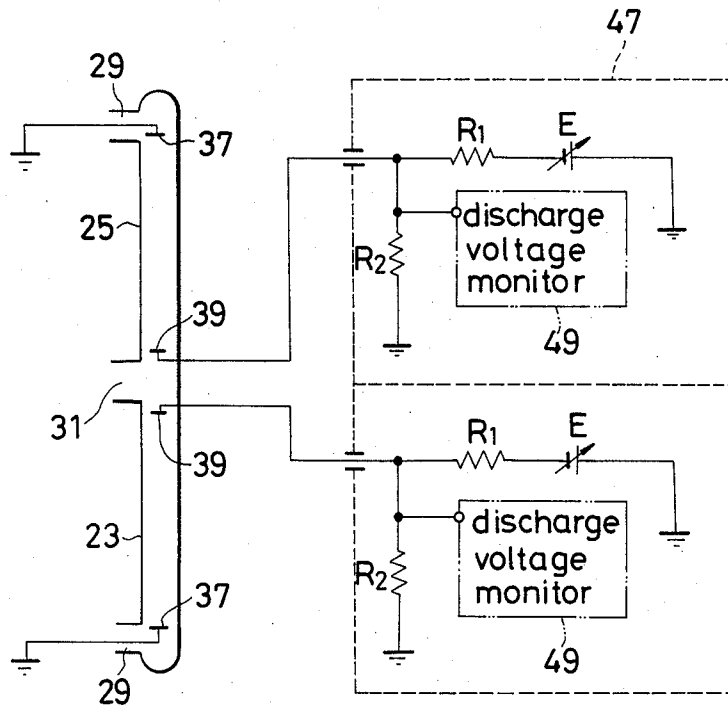 47
29
37
R1
E
25
discharge
voltage
monitor
R2
39
49
31
39
R1
E
23
discharge
voltage
monitor
R2
37
49
29